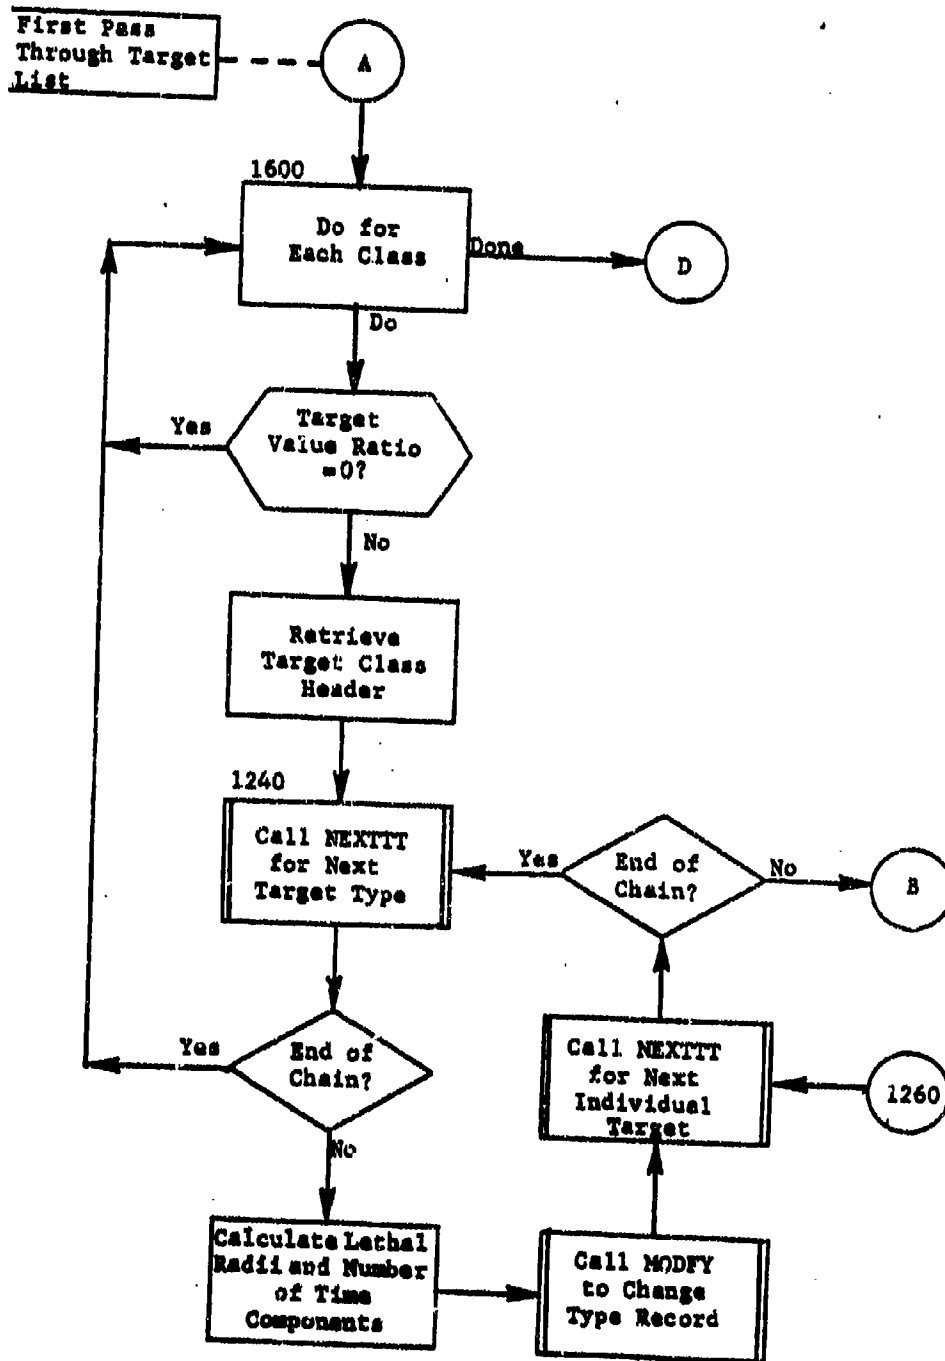 First Pass
Through Target
List
A
1600
Do for
Each Class
Done
D
Do
Target
Value Ratio
=0?
Yes
No
Retrieve
Target Class
Header
1240
Call NEXTTT
for Next
Target Type
Yes
End of
Chain?
No
B
End of
Chain?
Yes
No
Call NEXTTT
for Next
Individual
Target
1260
Calculate Lethal
Radii and Number
of Time
Components
Call MODFY
to Change
Type Record